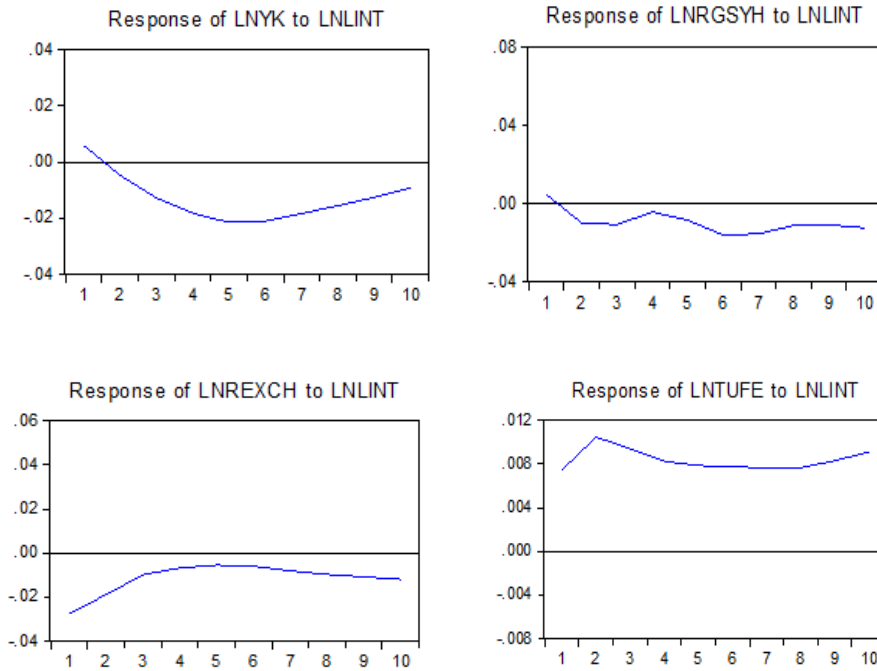 Response of LNYK to LNLINT
.04
.02
.00
-.02
-.04
1 2 3 4 5 6 7 8 9 10
Response of LNRGSYH to LNLINT
.08
.04
.00
-.04
1 2 3 4 5 6 7 8 9 10
Response of LNREXCH to LNLINT
.06
.04
.02
.00
-.02
-.04
1 2 3 4 5 6 7 8 9 10
Response of LNTUFE to LNLINT
.012
.008
.004
.000
-.004
-.008
1 2 3 4 5 6 7 8 9 10